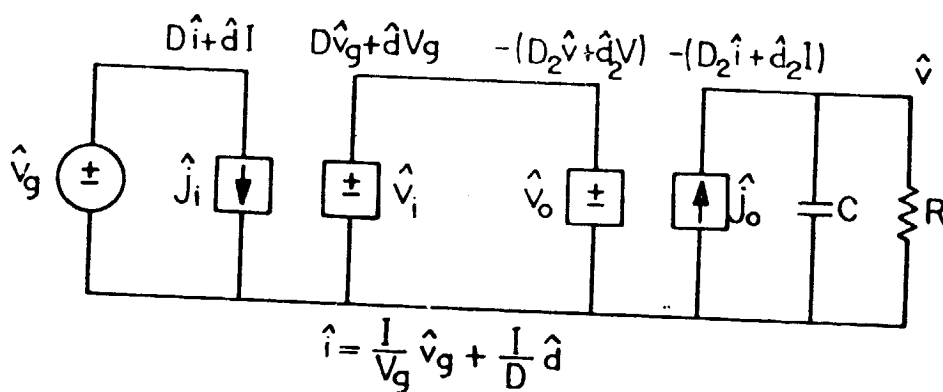 Dî+d̂I  Dv̂g+d̂Vg  -(D₂v̂+d̂₂V)  -(D₂î+d̂₂I)  v̂
v̂g  ±  ĵi  ±  v̂i  v̂o  ±  ĵo  C  R
î = I/Vg v̂g + I/D d̂